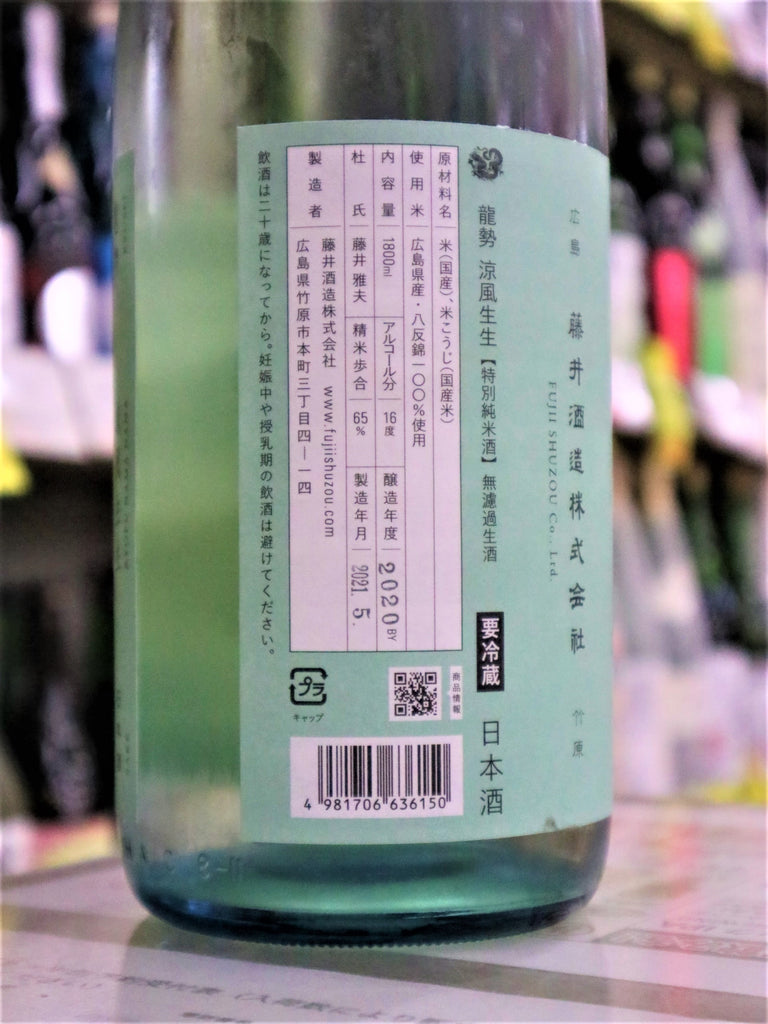 広島 藤井酒造株式会社 竹原
FUJII SHUZOU Co., Ltd.
龍勢 涼風生生【特別純米酒】無濾過生酒 要冷蔵 日本酒
原材料名 米(国産)、米こうじ(国産米)
使用米 広島県産・八反錦一〇〇%使用
内容量 1800ml アルコール分 16度 醸造年度 2020BY
杜氏 藤井雅夫 精米歩合 65% 製造年月 2021. 5.
製造者 藤井酒造株式会社 www.fujiishuzou.com
広島県竹原市本町三丁目四—一四
飲酒は二十歳になってから。妊娠中や授乳期の飲酒は避けてください。
商品情報
プラ
キャップ
4 981706 636150